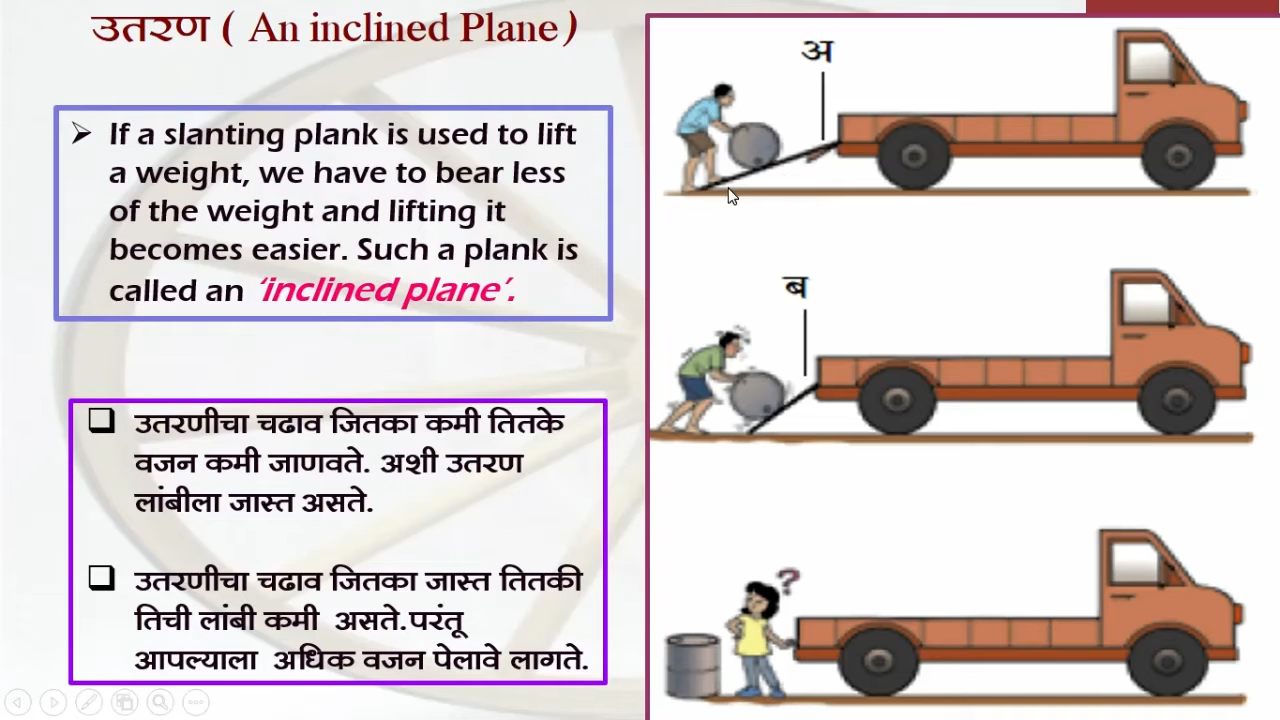 उतरण ( An inclined Plane)
If a slanting plank is used to lift
a weight, we have to bear less
of the weight and lifting it
becomes easier. Such a plank is
called an ‘inclined plane’.
उतरणीचा चढाव जितका कमी तितके
वजन कमी जाणवते. अशी उतरण
लांबीला जास्त असते.
उतरणीचा चढाव जितका जास्त तितकी
तिची लांबी कमी असते.परंतू
आपल्याला अधिक वजन पेलावे लागते.
अ
ब
?